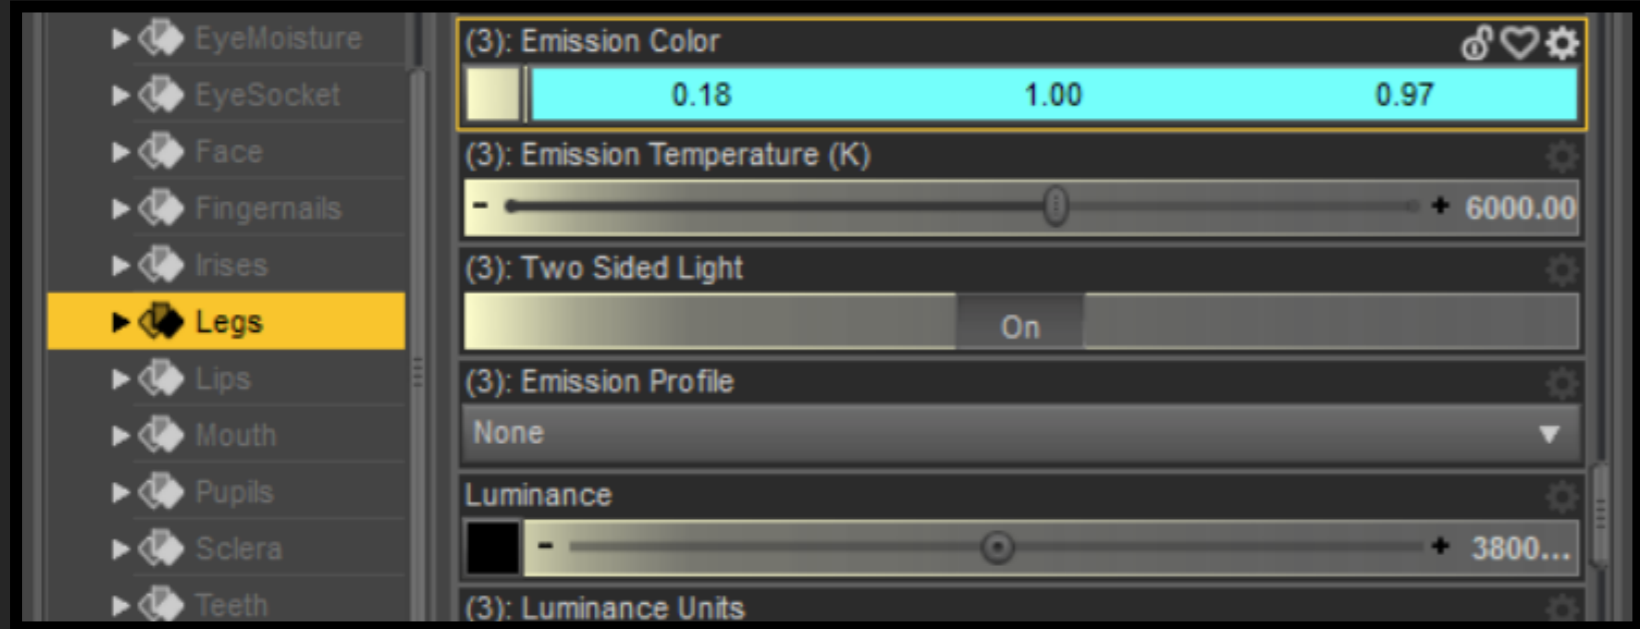 EyeMoisture
EyeSocket
Face
Fingernails
Irises
Legs
Lips
Mouth
Pupils
Sclera
Teeth
(3): Emission Color
0.18 1.00 0.97
(3): Emission Temperature (K)
- + 6000.00
(3): Two Sided Light
On
(3): Emission Profile
None
Luminance
- + 3800...
(3): Luminance Units